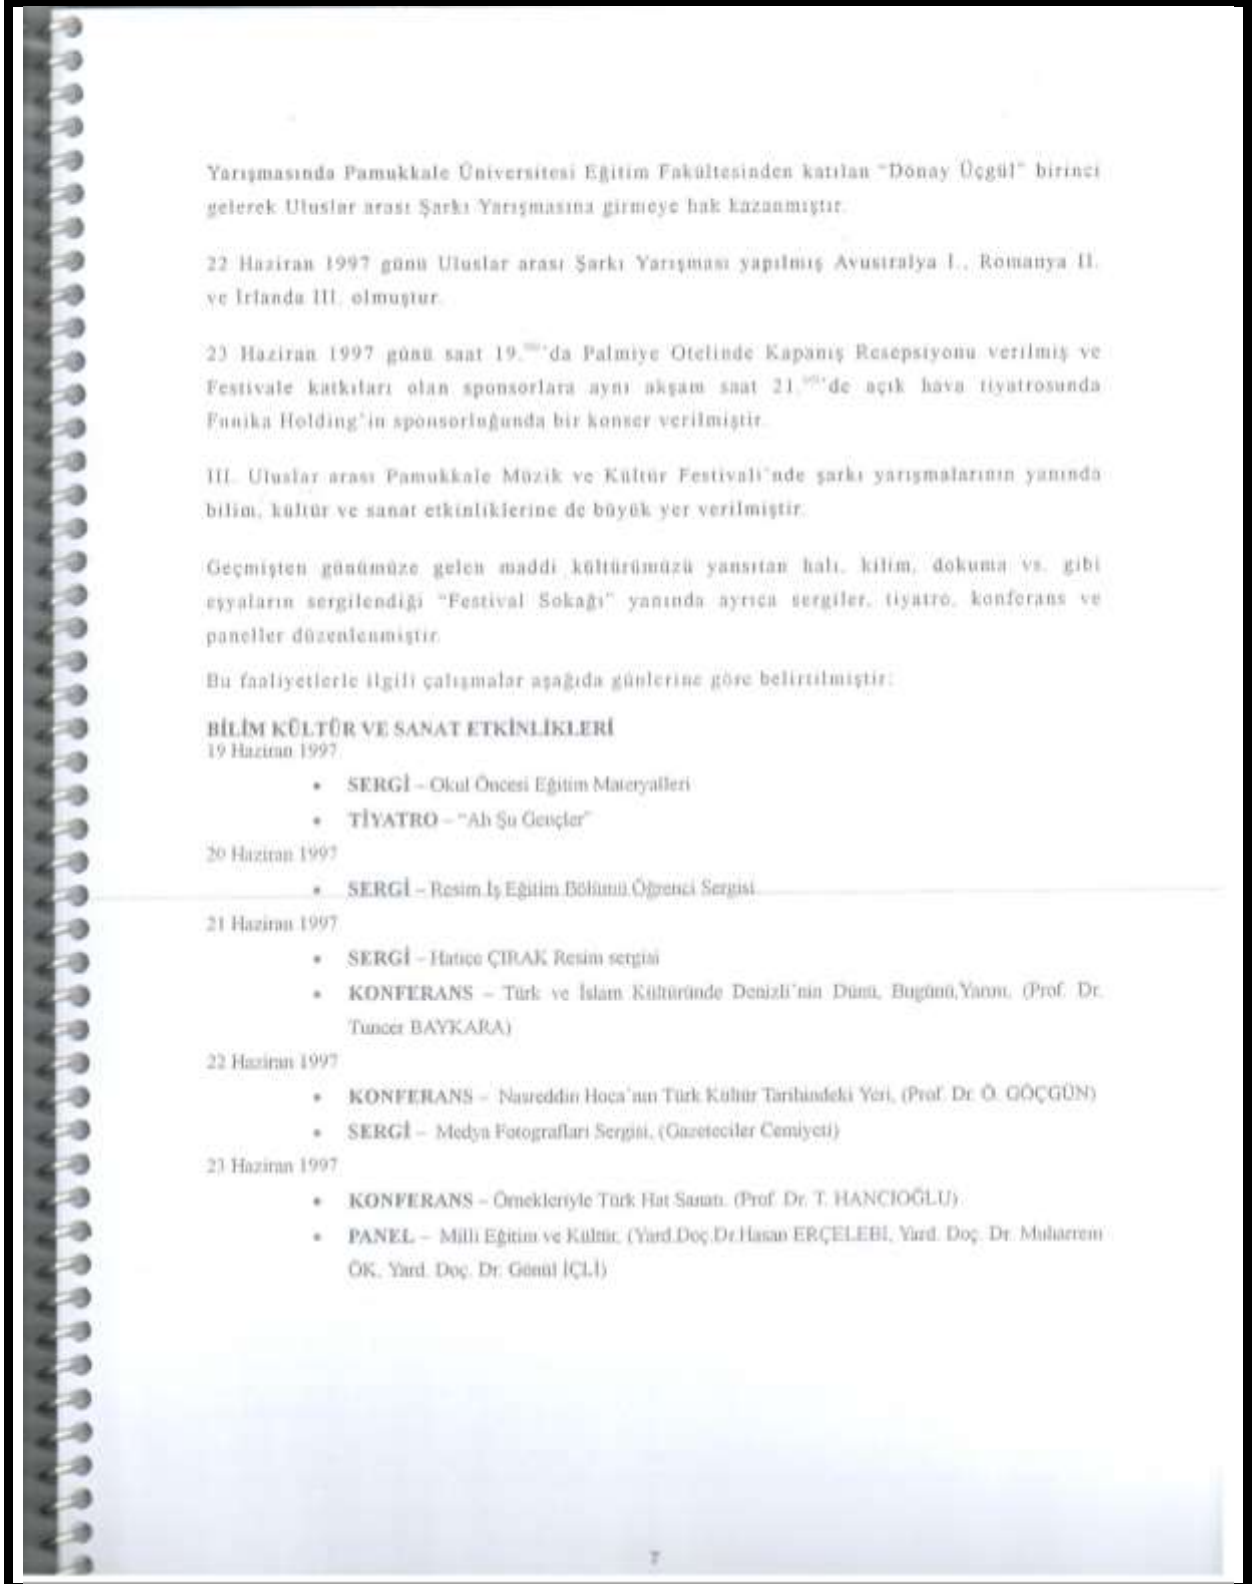 Yarışmasında Pamukkale Üniversitesi Eğitim Fakültesinden katılan "Donay Üçgül" birinci
gelerek Uluslar arası Şarkı Yarışmasına girmeye hak kazanmıştır.
22 Haziran 1997 günü Uluslar arası Şarkı Yarışması yapılmış Avustralya I., Romanya II.
ve İrlanda III. olmuştur.
23 Haziran 1997 günü saat 19. 'da Palmiye Otelinde Kapanış Resepsiyonu verilmiş ve
Festivale katkıları olan sponsorlara aynı akşam saat 21. 'de açık hava tiyatrosunda
Funika Holding'in sponsorluğunda bir konser verilmiştir.
III. Uluslar arası Pamukkale Müzik ve Kültür Festivali'nde şarkı yarışmalarının yanında
bilim, kültür ve sanat etkinliklerine de büyük yer verilmiştir.
Geçmişten günümüze gelen maddi kültürümüzü yansıtan halı, kilim, dokuma vs. gibi
eşyaların sergilendiği "Festival Sokağı" yanında ayrıca sergiler, tiyatro, konferans ve
paneller düzenlenmiştir.
Bu faaliyetlerle ilgili çalışmalar aşağıda günlerine göre belirtilmiştir:
BİLİM KÜLTÜR VE SANAT ETKİNLİKLERİ
19 Haziran 1997
• SERGİ – Okul Öncesi Eğitim Materyalleri
• TİYATRO – "Ah Şu Gençler"
20 Haziran 1997
• SERGİ – Resim İş Eğitim Bölümü Öğrenci Sergisi
21 Haziran 1997
• SERGİ – Hatice ÇIRAK Resim sergisi
• KONFERANS – Türk ve İslam Kültüründe Denizli'nin Dünü, Bugünü,Yarını, (Prof. Dr.
Tuncer BAYKARA)
22 Haziran 1997
• KONFERANS – Nasreddin Hoca'nın Türk Kültür Tarihindeki Yeri, (Prof. Dr. Ö. GÖÇGÜN)
• SERGİ – Medya Fotografları Sergisi, (Gazeteciler Cemiyeti)
23 Haziran 1997
• KONFERANS – Örnekleriyle Türk Hat Sanatı. (Prof. Dr. T. HANCIOĞLU)
• PANEL – Milli Eğitim ve Kültür, (Yard.Doç.Dr.Hasan ERÇELEBİ, Yard. Doç. Dr. Muharrem
ÖK, Yard. Doç. Dr. Gönül İÇLİ)
7